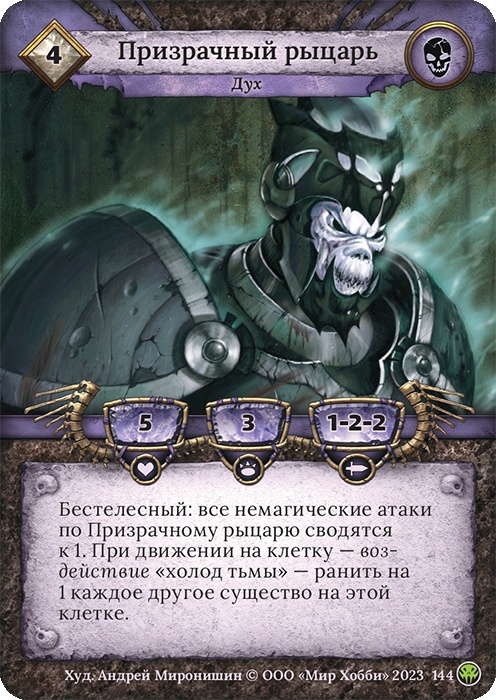 4
Призрачный рыцарь
Дух
5 3 1-2-2
Бестелесный: все немагические атаки
по Призрачному рыцарю сводятся
к 1. При движении на клетку — воз-
действие «холод тьмы» — ранить на
1 каждое другое существо на этой
клетке.
Худ. Андрей Миронишин © ООО «Мир Хобби» 2023 144